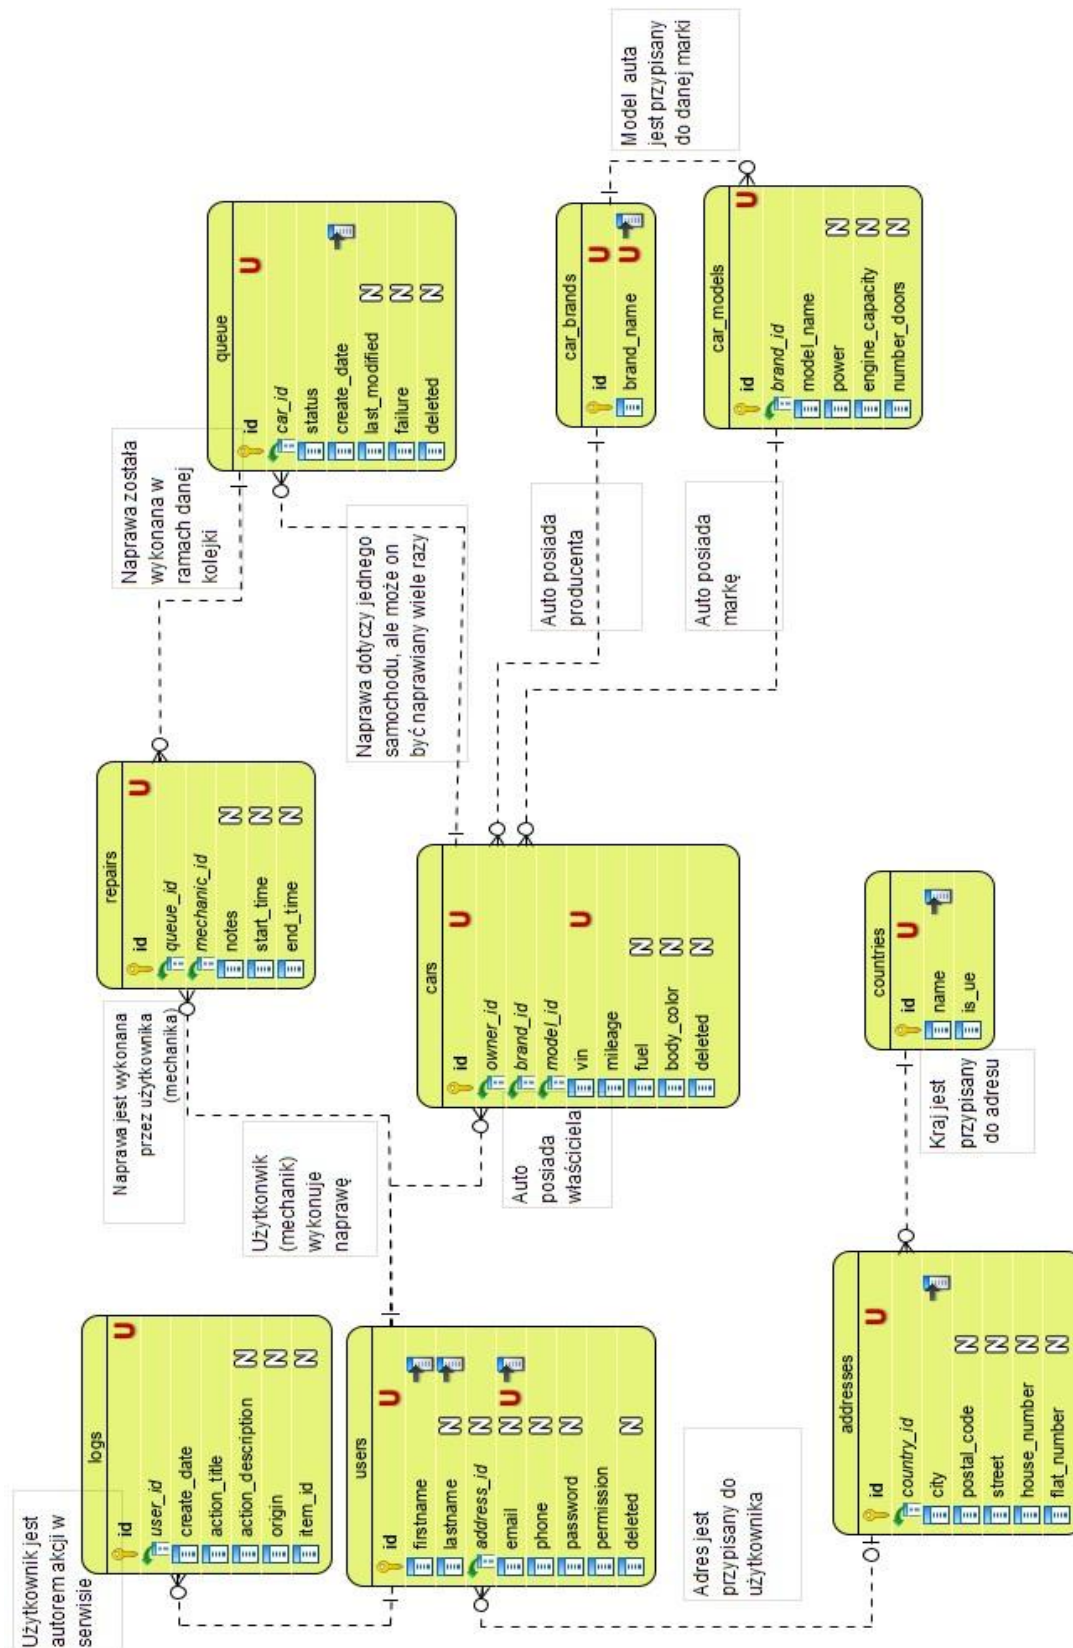 Użytkownik jest
autorem akcji w
serwisie
logs
id
user_id
create_date
action_title
action_description
origin
item_id
users
id
firstname
lastname
address_id
email
phone
password
permission
deleted
Adres jest
przypisany do
użytkownika
addresses
id
country_id
city
postal_code
street
house_number
flat_number
Naprawa jest wykonana
przez użytkownika
(mechanika)
Użytkonwik
(mechanik)
wykonuje
naprawę
Auto
posiada
właściciela
Kraj jest
przypisany
do adresu
repairs
id
queue_id
mechanic_id
notes
start_time
end_time
cars
id
owner_id
brand_id
model_id
vin
mileage
fuel
body_color
deleted
countries
id
name
is_ue
Naprawa została
wykonana w
ramach danej
kolejki
Naprawa dotyczy jednego
samochodu, ale może on
być naprawiany wiele razy
Auto posiada
producenta
Auto posiada
markę
queue
id
car_id
status
create_date
last_modified
failure
deleted
car_brands
id
brand_name
car_models
id
brand_id
model_name
power
engine_capacity
number_doors
Model auta
jest przypisany
do danej marki